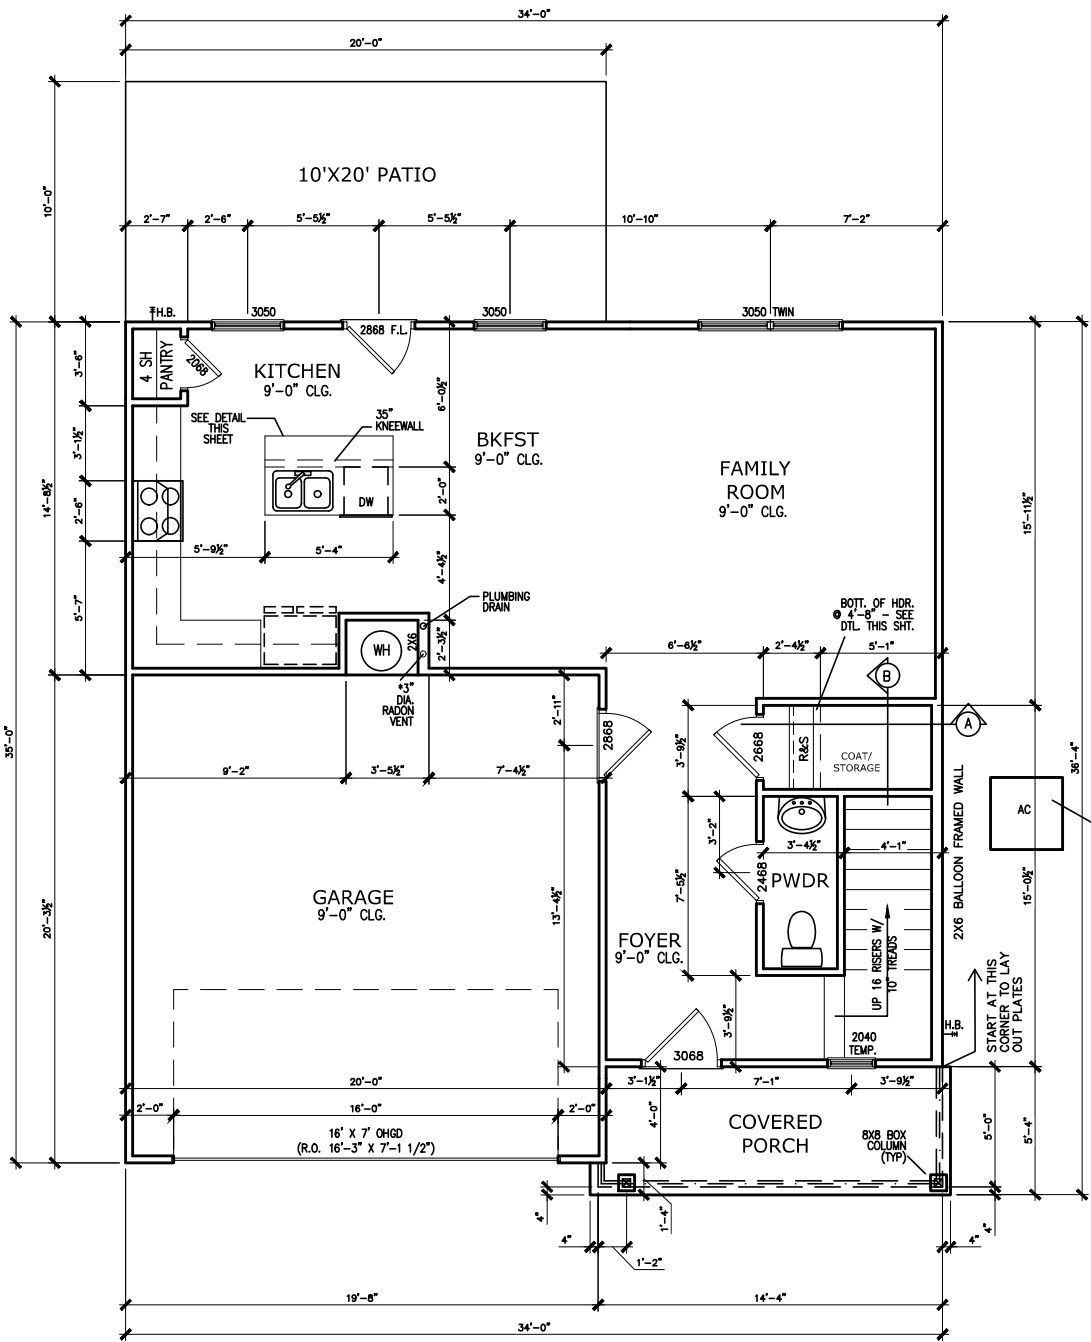 34'-0"
20'-0"
10'-0"
10'X20' PATIO
2'-7"
2'-6"
5'-5½"
5'-5½"
10'-10"
7'-2"
H.B.
3050
2868 F.L.
3050
3050 TWIN
4 SH
PANTRY
2068
KITCHEN
9'-0" CLG.
3'-6"
6'-0½"
SEE DETAIL
THIS
SHEET
35"
KNEEWALL
BKFST
9'-0" CLG.
FAMILY
ROOM
9'-0" CLG.
3'-1½"
14'-8½"
2'-6"
DW
2'-0"
15'-11½"
5'-9½"
5'-4"
4'-4½"
5'-7"
PLUMBING
DRAIN
BOTT. OF HDR.
@ 4'-8" - SEE
DTL. THIS SHT.
WH
2X6
2'-3½"
6'-6½"
2'-4½"
5'-1"
B
*3"
DIA.
RADON
VENT
2'-11"
2868
A
35'-0"
9'-2"
3'-5½"
7'-4½"
3'-9½"
2668
R&S
COAT/
STORAGE
36'-4"
AC
2X6 BALLOON FRAMED WALL
3'-2"
3'-4½"
4'-1"
2468
PWDR
7'-5½"
GARAGE
9'-0" CLG.
13'-4½"
20'-3½"
15'-0½"
FOYER
9'-0" CLG.
UP 16 RISERS W/
10" TREADS
START AT THIS
CORNER TO LAY
OUT PLATES
H.B.
3'-9½"
2040
TEMP.
3068
20'-0"
3'-1½"
7'-1"
3'-9½"
2'-0"
16'-0"
2'-0"
4'-0"
5'-0"
5'-4"
COVERED
PORCH
16' X 7' OHGD
(R.O. 16'-3" X 7'-1 1/2")
8X8 BOX
COLUMN
(TYP)
4"
1'-4"
4"
4"
1'-2"
4"
19'-8"
14'-4"
34'-0"